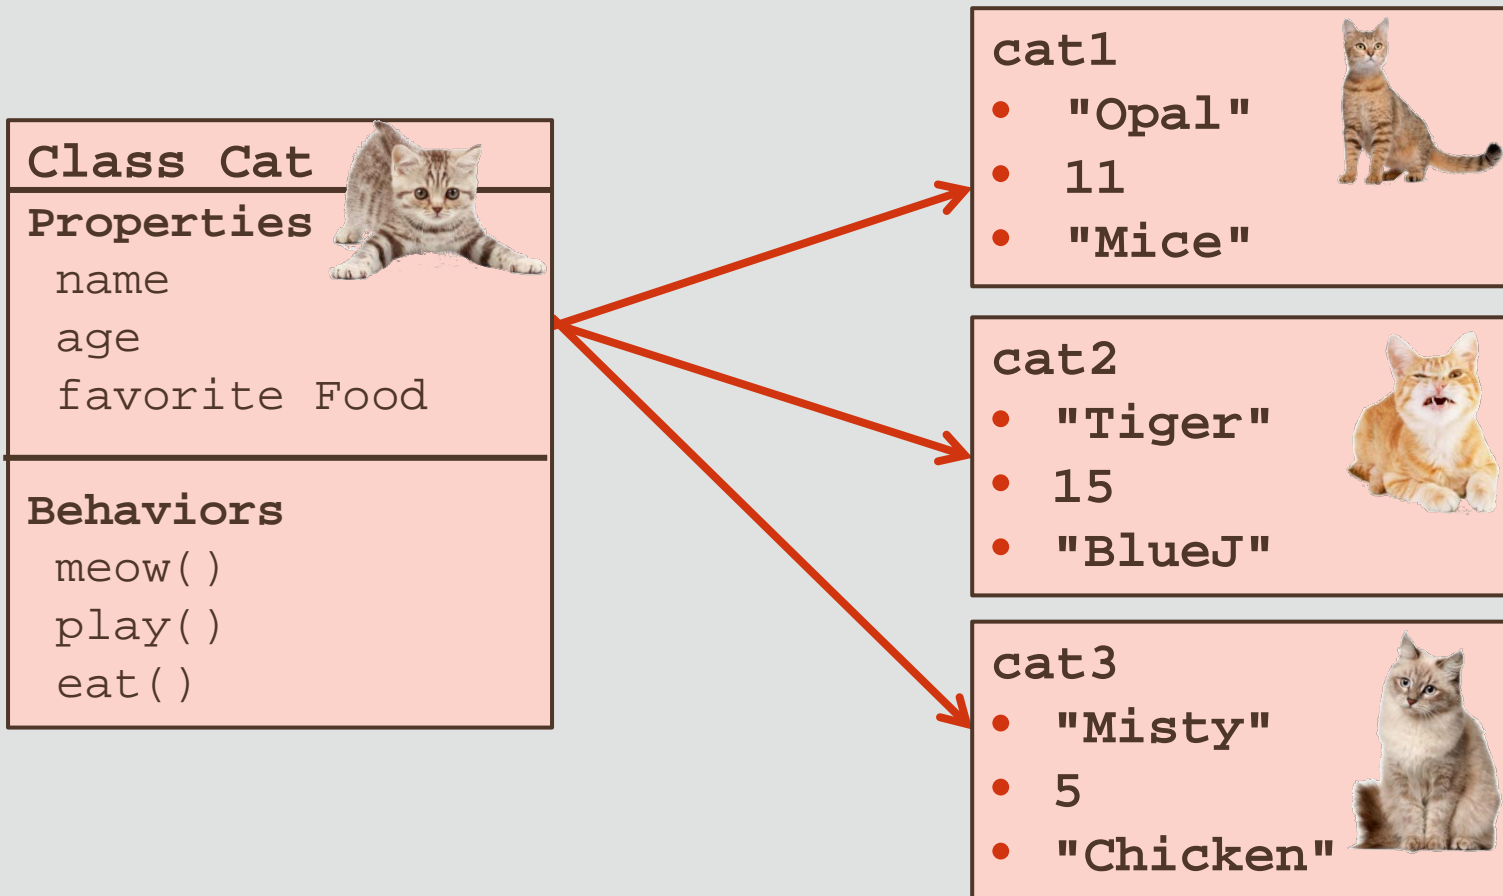 Class Cat
Properties
name
age
favorite Food
Behaviors
meow()
play()
eat()
cat1
• "Opal"
• 11
• "Mice"
cat2
• "Tiger"
• 15
• "BlueJ"
cat3
• "Misty"
• 5
• "Chicken"